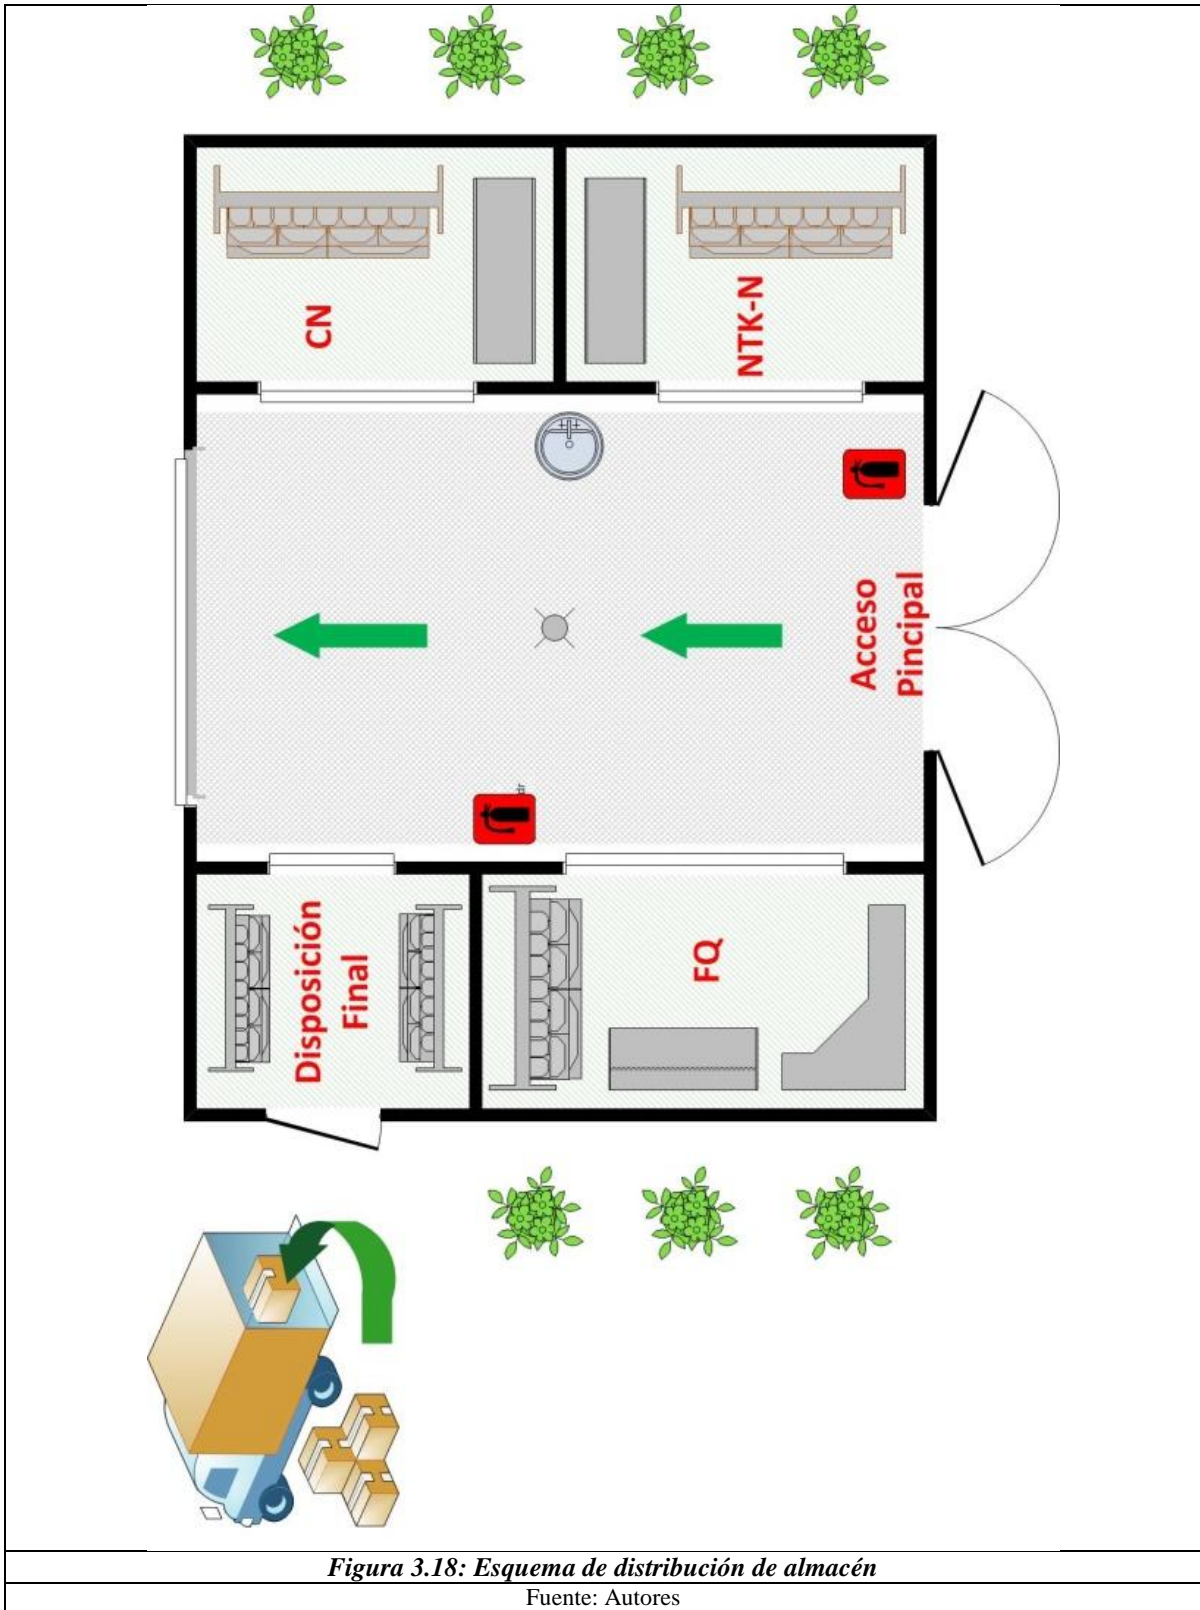 CN
NTK-N
Acceso
Pincipal
Disposición
Final
FQ
Figura 3.18: Esquema de distribución de almacén
Fuente: Autores